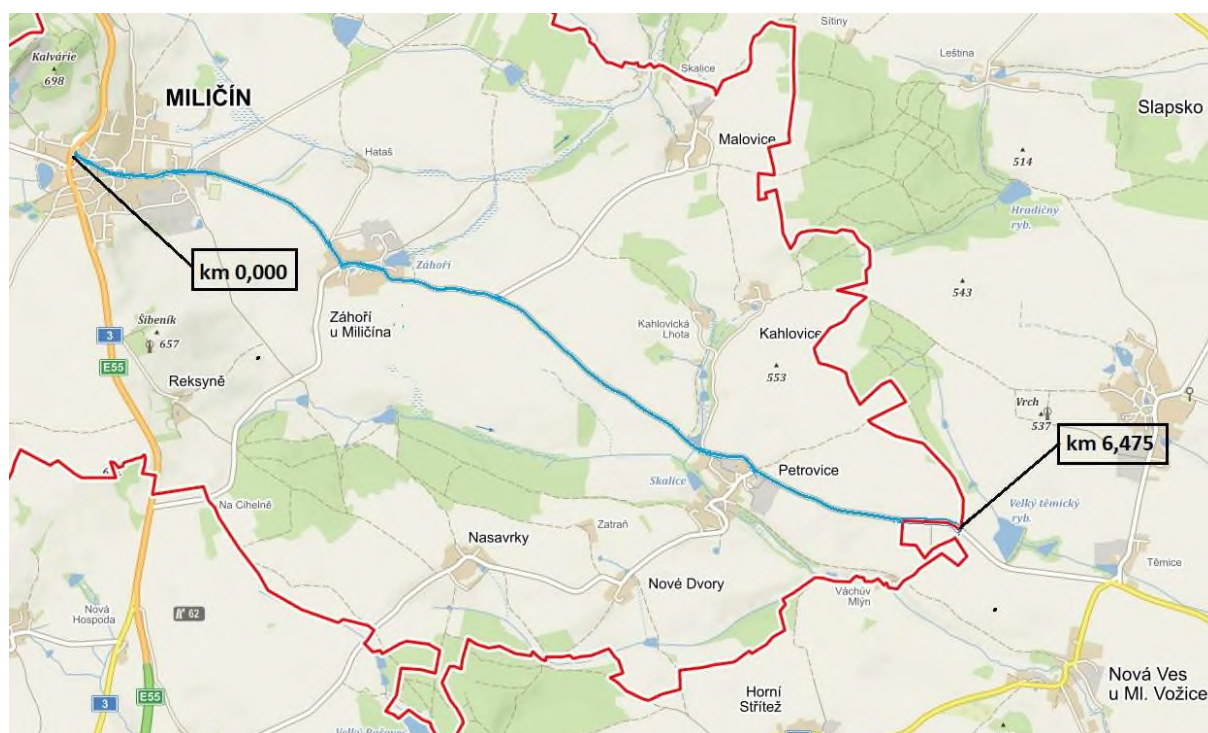 Sítiny
Kalvárie
698
MILIČÍN
Skalice
Leština
Slapsko
Malovice
Hataš
514
Hradičný
ryb.
km 0,000
Záhoří
543
Záhoří
u Miličína
Kahlovická
Lhota
Kahlovice
Šibeník
657
3
E55
Reksyně
553
Vrch
537
km 6,475
Petrovice
Skalice
Na Cihelně
Velký těmický
ryb.
Zatraň
Nasavrky
Nové Dvory
Váchův
Mlýn
Těmice
Nová
Hospoda
62
Nová Ves
u Ml. Vožice
Horní
Střítež
3
E55